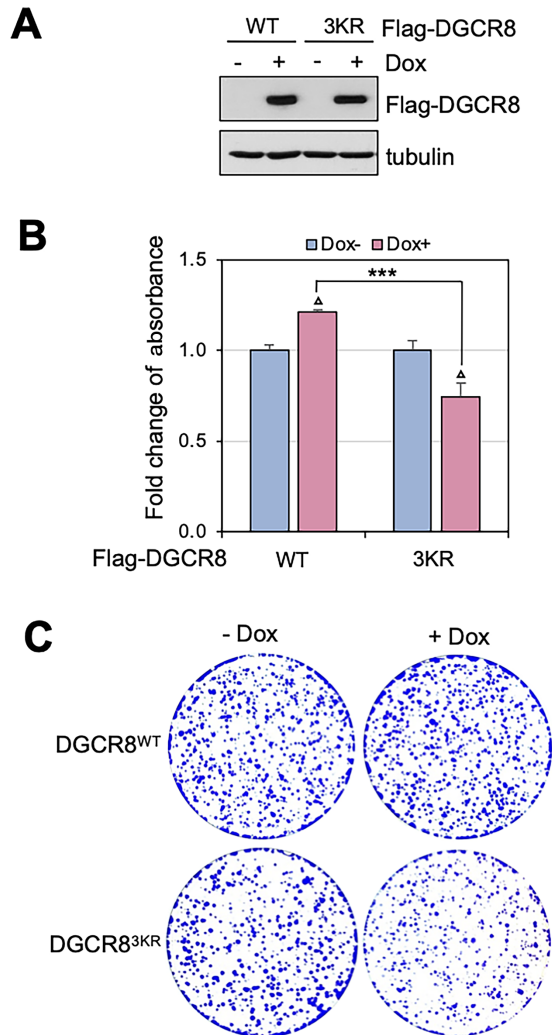 A
WT 3KR Flag-DGCR8
- + - + Dox
Flag-DGCR8
tubulin
B
Dox- Dox+
Fold change of absorbance
1.5
***
Δ
1.0
Δ
0.5
0.0
Flag-DGCR8 WT 3KR
C
- Dox + Dox
DGCR8WT
DGCR83KR